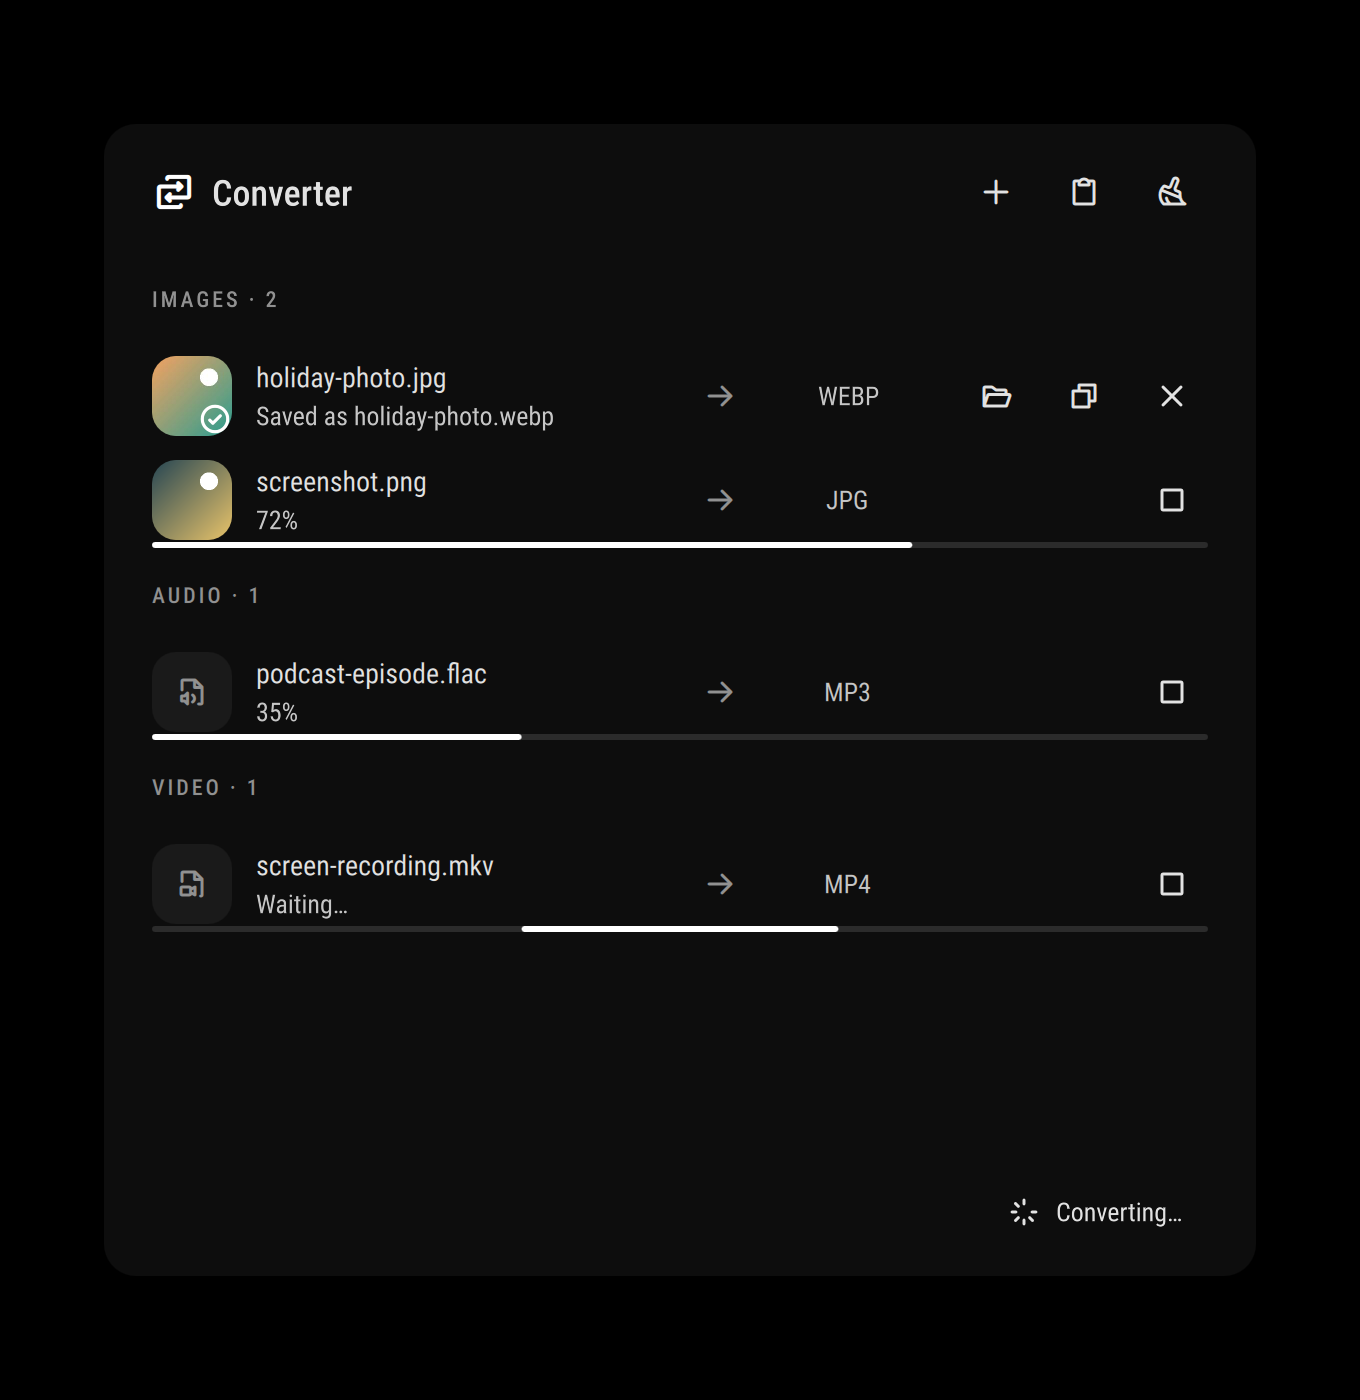 Converter
IMAGES · 2
holiday-photo.jpg
Saved as holiday-photo.webp
WEBP
screenshot.png
72%
JPG
AUDIO · 1
podcast-episode.flac
35%
MP3
VIDEO · 1
screen-recording.mkv
Waiting…
MP4
Converting…